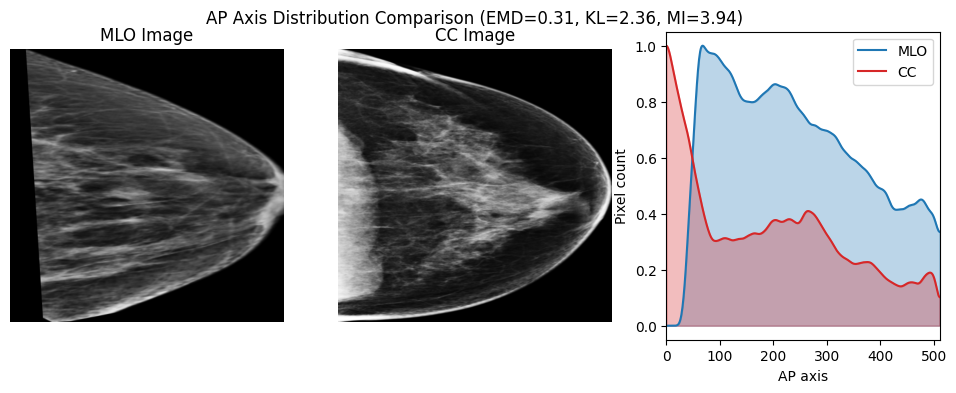 AP Axis Distribution Comparison (EMD=0.31, KL=2.36, MI=3.94)
MLO Image
CC Image
MLO
CC
1.0
0.8
0.6
0.4
0.2
0.0
Pixel count
0 100 200 300 400 500
AP axis